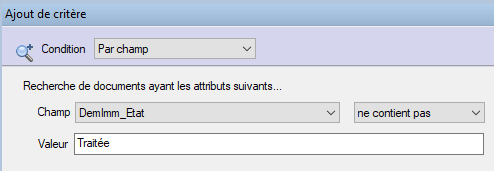 Ajout de critère
Condition Par champ
Recherche de documents ayant les attributs suivants...
Champ DemImm_Etat ne contient pas
Valeur Traitée